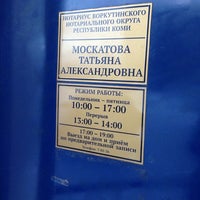 НОТАРИУС ВОРКУТИНСКОГО
НОТАРИАЛЬНОГО ОКРУГА
РЕСПУБЛИКИ КОМИ
МОСКАТОВА
ТАТЬЯНА
АЛЕКСАНДРОВНА
РЕЖИМ РАБОТЫ:
Понедельник – пятница
10:00 – 17:00
Перерыв
13:00 – 14:00
17:00 – 19:00
Выезд на дом и приём
по предварительной записи